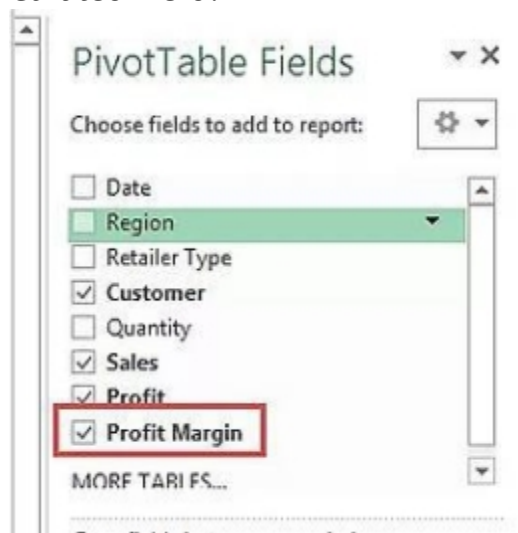 PivotTable Fields
Choose fields to add to report:
Date
Region
Retailer Type
Customer
Quantity
Sales
Profit
Profit Margin
MORE TABLES...